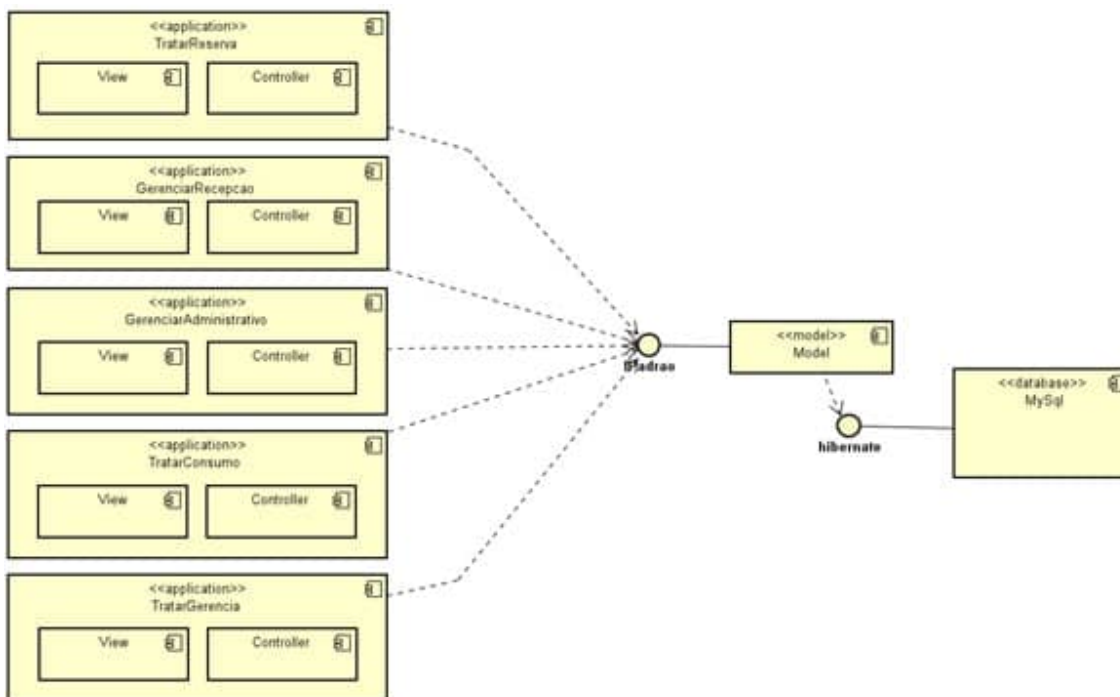 <<application>>
TratarReserva
View
Controller
<<application>>
GerenciarRecepcao
View
Controller
<<application>>
GerenciarAdministrativo
View
Controller
<<application>>
TratarConsumo
View
Controller
<<application>>
TratarGerencia
View
Controller
<<model>>
Model
hibernate
<<database>>
MySql